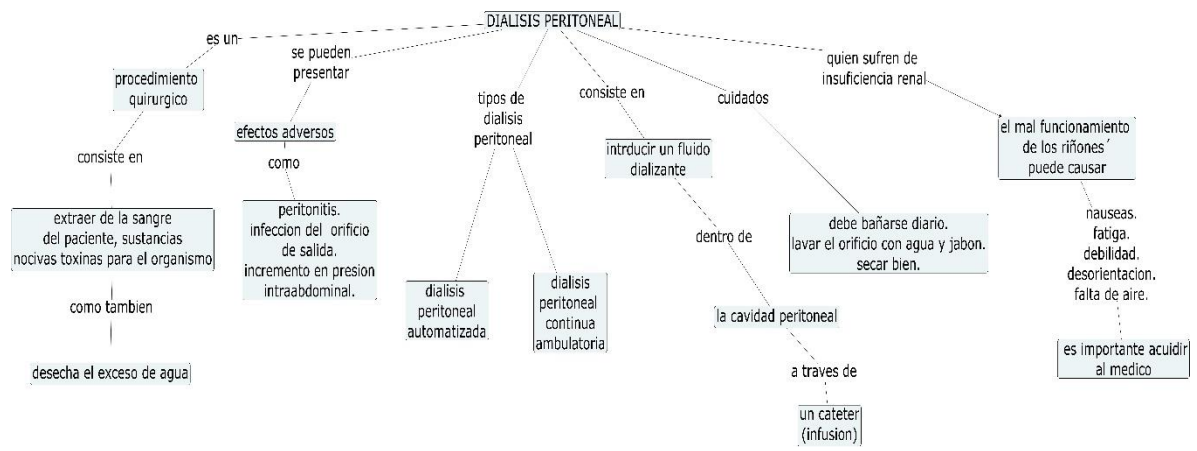 DIALISIS PERITONEAL
es un
procedimiento
quirurgico
consiste en
extraer de la sangre
del paciente, sustancias
nocivas toxinas para el organismo
como tambien
desecha el exceso de agua
se pueden
presentar
efectos adversos
como
peritonitis.
infeccion del orificio
de salida.
incremento en presion
intraabdominal.
tipos de
dialisis
peritoneal
dialisis
peritoneal
automatizada
dialisis
peritoneal
continua
ambulatoria
consiste en
intrducir un fluido
dializante
dentro de
la cavidad peritoneal
a traves de
un cateter
(infusion)
cuidados
debe bañarse diario.
lavar el orificio con agua y jabon.
secar bien.
quien sufren de
insuficiencia renal
el mal funcionamiento
de los riñones´
puede causar
nauseas.
fatiga.
debilidad.
desorientacion.
falta de aire.
es importante acuidir
al medico